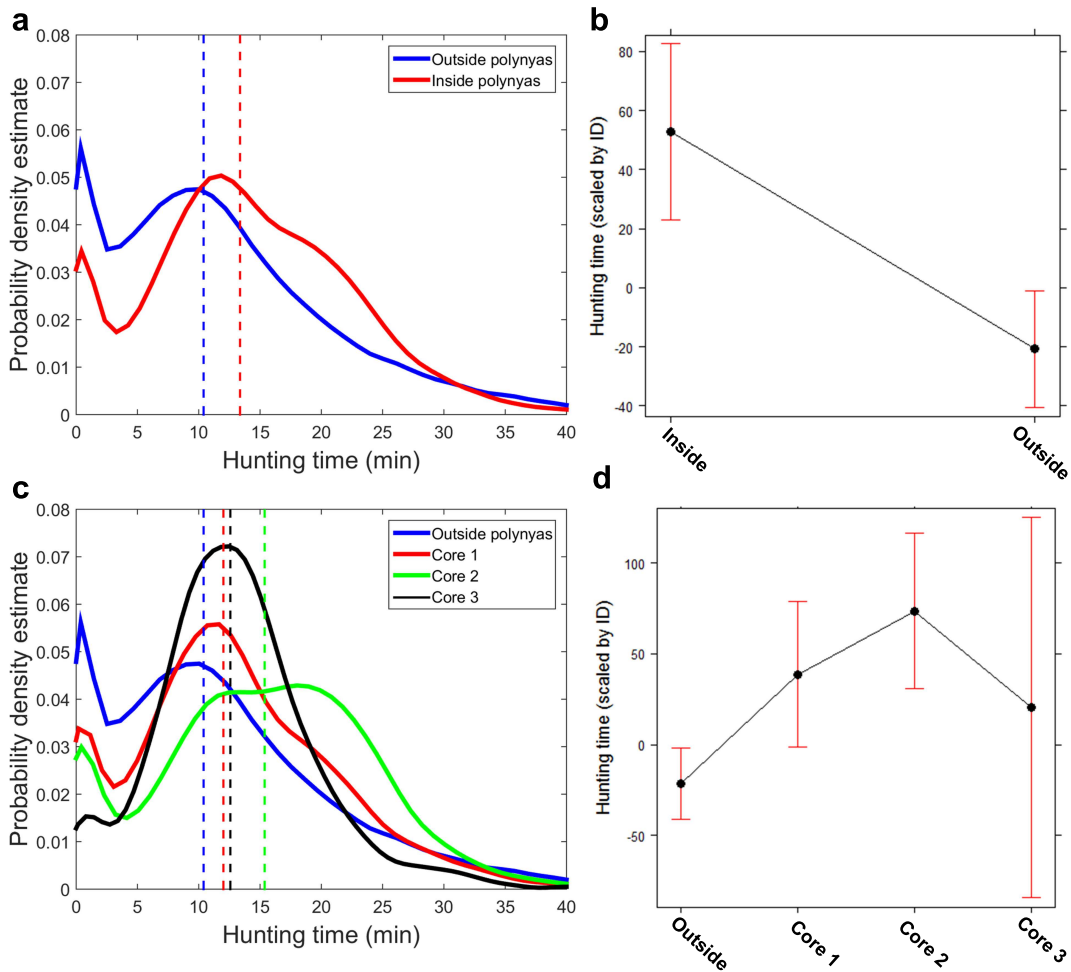 a
0.08
0.07
0.06
0.05
0.04
0.03
0.02
0.01
0
Probability density estimate
Outside polynyas
Inside polynyas
0 5 10 15 20 25 30 35 40
Hunting time (min)
b
80
60
40
20
0
-20
-40
Hunting time (scaled by ID)
Inside Outside
c
0.08
0.07
0.06
0.05
0.04
0.03
0.02
0.01
0
Probability density estimate
Outside polynyas
Core 1
Core 2
Core 3
0 5 10 15 20 25 30 35 40
Hunting time (min)
d
100
50
0
-50
Hunting time (scaled by ID)
Outside Core 1 Core 2 Core 3